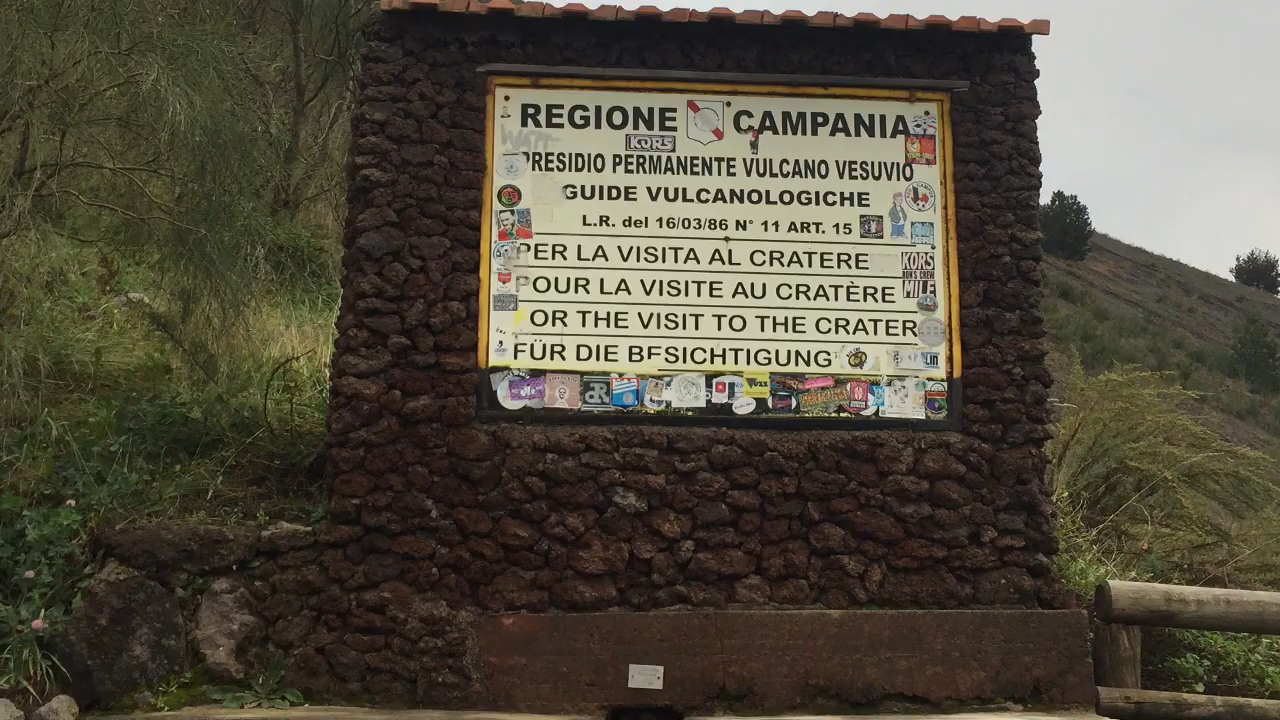 REGIONE CAMPANIA
KORS
PRESIDIO PERMANENTE VULCANO VESUVIO
GUIDE VULCANOLOGICHE
L.R. del 16/03/86 N° 11 ART. 15
PER LA VISITA AL CRATERE
KORS
MILE
POUR LA VISITE AU CRATÈRE
OR THE VISIT TO THE CRATER
FÜR DIE BESICHTIGUNG